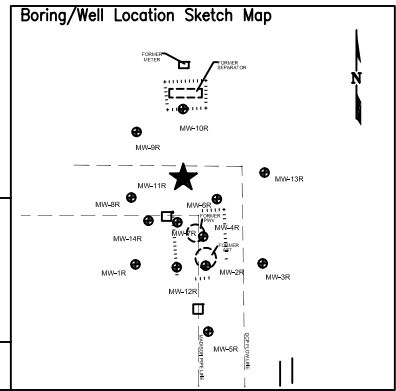 Boring/Well Location Sketch Map
FORMER
METER
FORMER
SEPARATOR
N
MW-10R
MW-9R
MW-13R
MW-11R
MW-8R
MW-6R
FORMER
PWV
MW-7R
MW-4R
MW-14R
FORMER
MW-1R
MW-2R
MW-3R
MW-12R
MW-5R